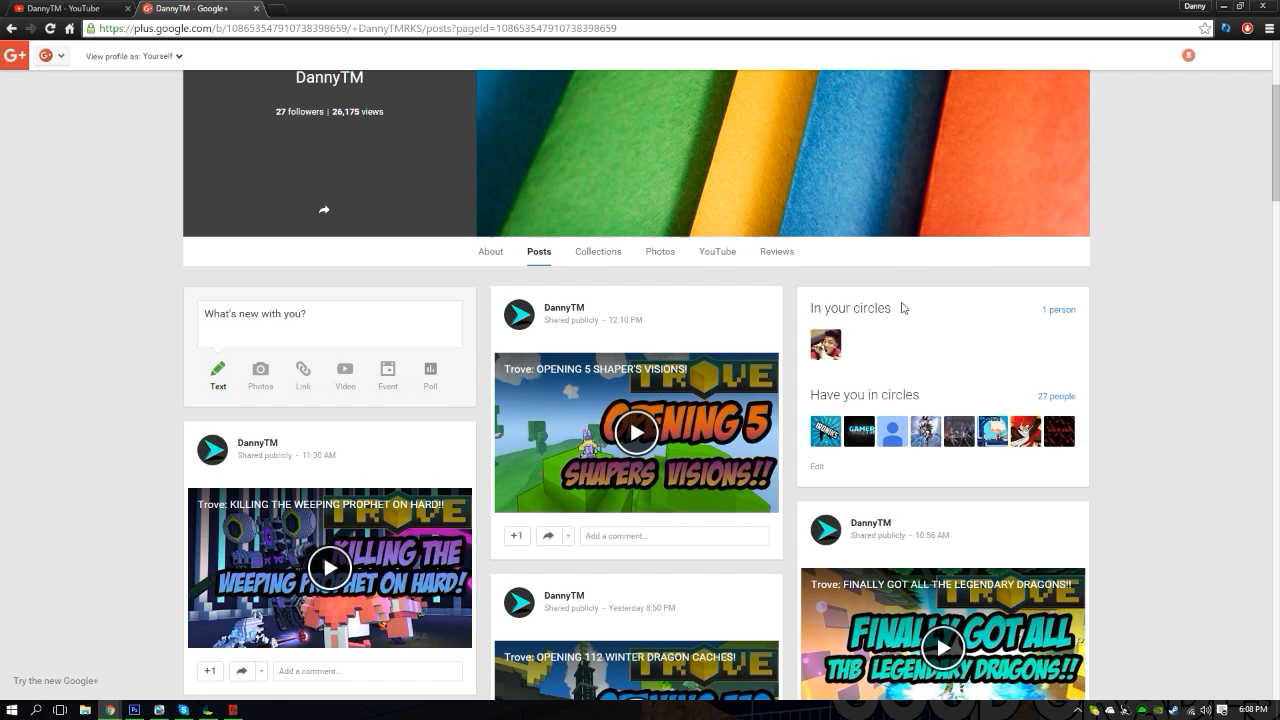 DannyTM - YouTube
DannyTM - Google+
Danny
https://plus.google.com/b/108653547910738398659/+DannyTMRKS/posts?pageId=108653547910738398659
G+
View profile as: Yourself
8
DannyTM
27 followers | 26,175 views
About
Posts
Collections
Photos
YouTube
Reviews
What's new with you?
Text
Photos
Link
Video
Event
Poll
DannyTM
Shared publicly - 11:30 AM
Trove: KILLING THE WEEPING PROPHET ON HARD!!
TROVE
KILLING THE
WEEPING PROPHET ON HARD!
+1
Add a comment...
DannyTM
Shared publicly - 12:10 PM
Trove: OPENING 5 SHAPER'S VISIONS!
TROVE
OPENING 5
SHAPERS VISIONS!!
+1
Add a comment...
DannyTM
Shared publicly - Yesterday 8:50 PM
Trove: OPENING 112 WINTER DRAGON CACHES!
TROVE
In your circles
1 person
Have you in circles
27 people
GAMER
Edit
DannyTM
Shared publicly - 10:56 AM
Trove: FINALLY GOT ALL THE LEGENDARY DRAGONS!!
TROVE
FINALLY GOT ALL
THB LEGENDARY DRAGONS!!
Try the new Google+
6:08 PM